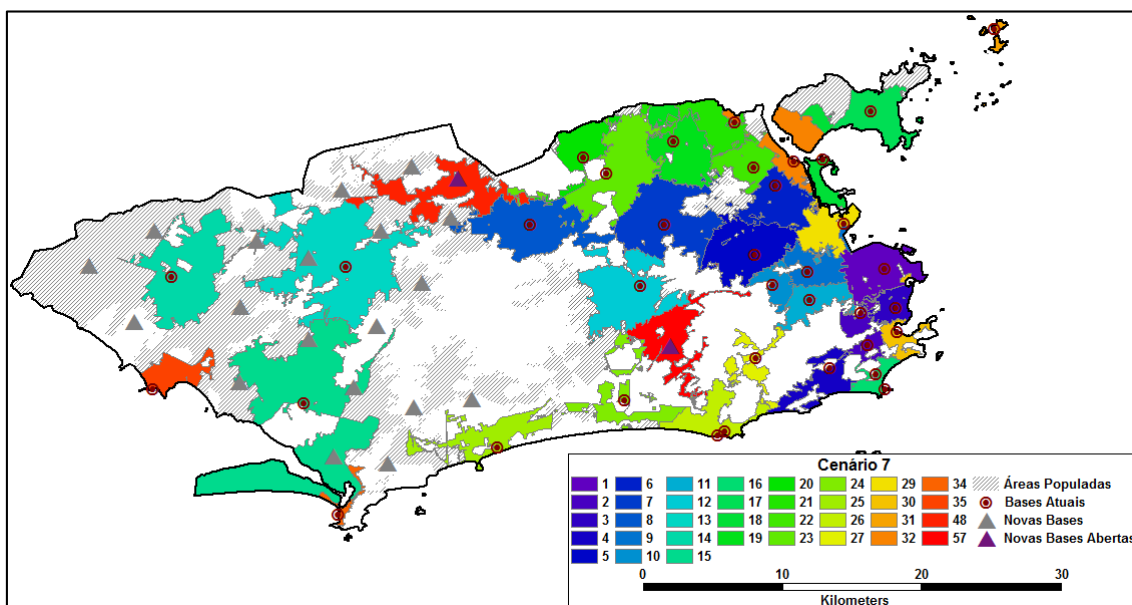 Cenário 7
1 6 11 16 20 24 29 34 Áreas Populadas
2 7 12 17 21 25 30 35 Bases Atuais
3 8 13 18 22 26 31 48 Novas Bases
4 9 14 19 23 27 32 57 Novas Bases Abertas
5 10 15
0 10 20 30
Kilometers